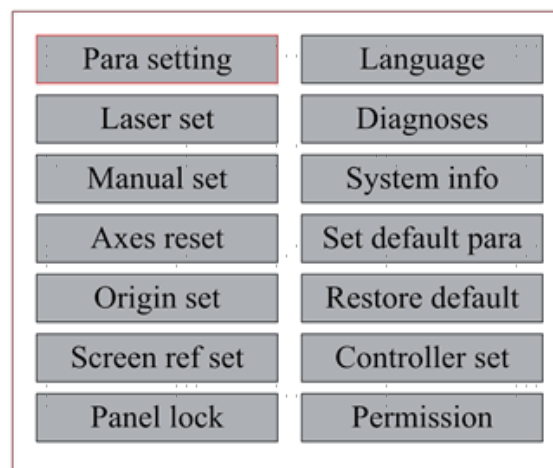 Para setting
Language
Laser set
Diagnoses
Manual set
System info
Axes reset
Set default para
Origin set
Restore default
Screen ref set
Controller set
Panel lock
Permission